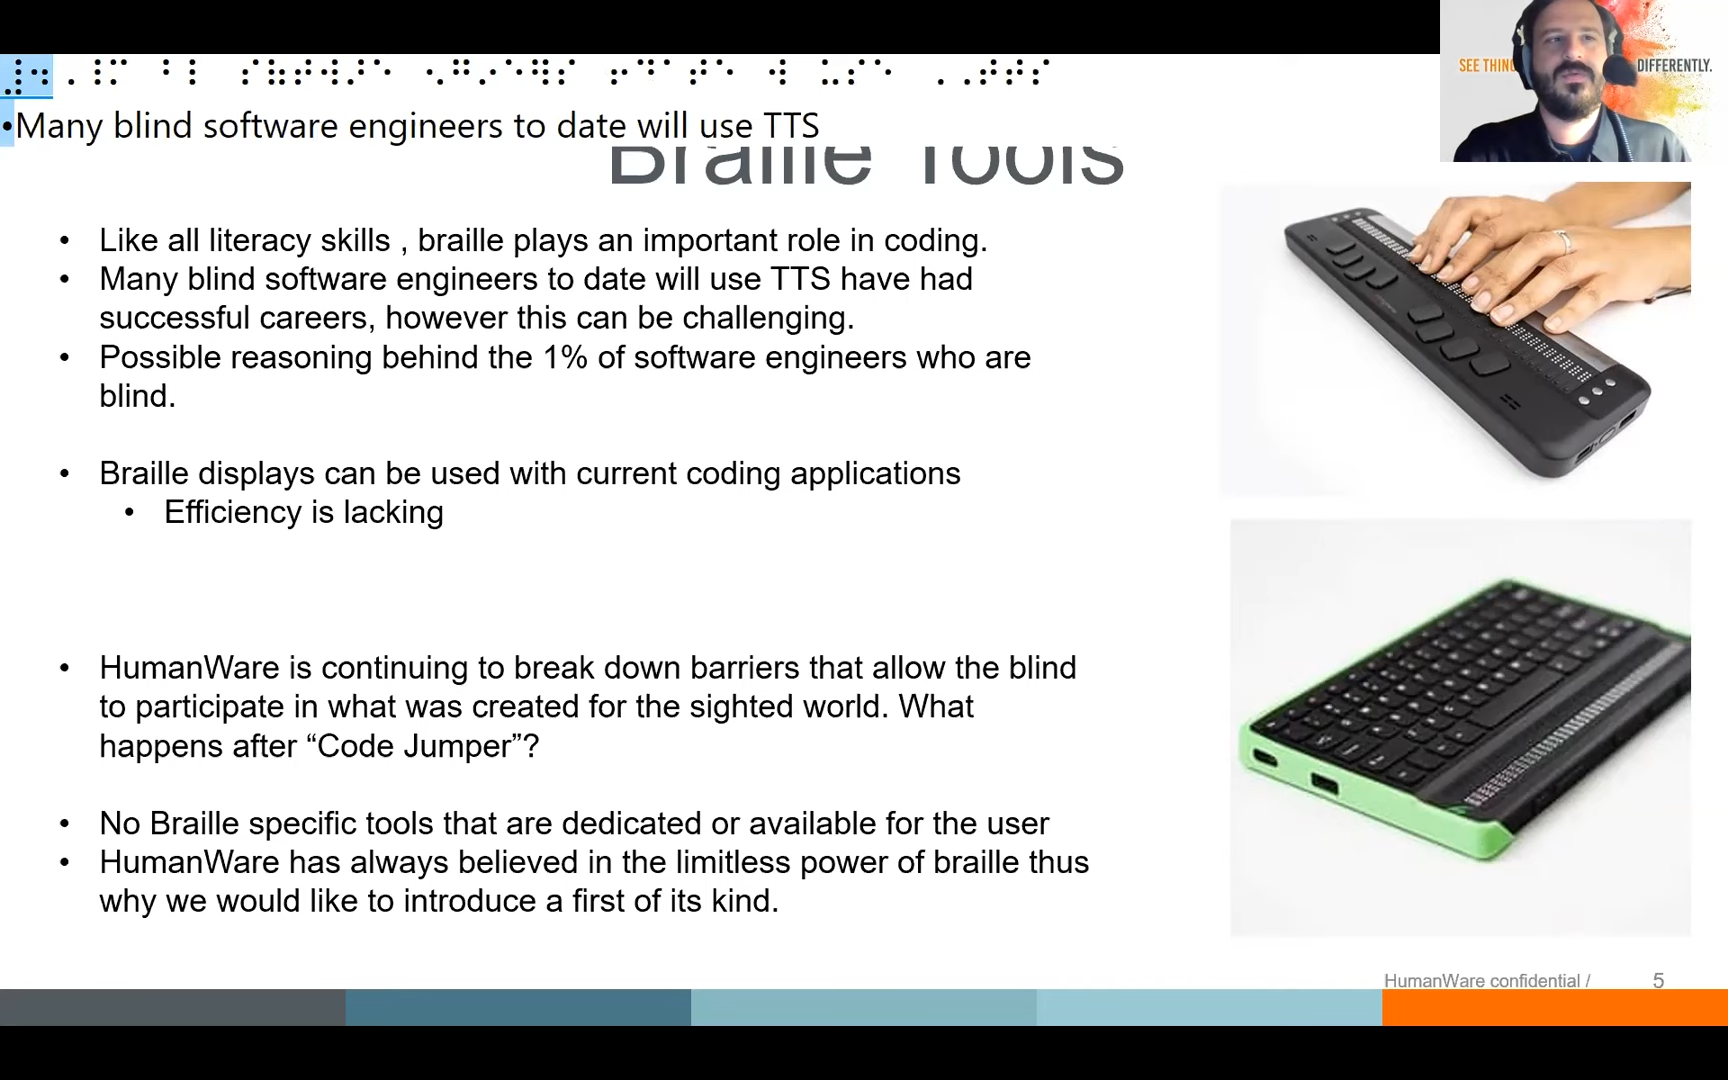 SEE THIN
DIFFERENTLY.
•Many blind software engineers to date will use TTS
Braille Tools
• Like all literacy skills , braille plays an important role in coding.
• Many blind software engineers to date will use TTS have had
successful careers, however this can be challenging.
• Possible reasoning behind the 1% of software engineers who are
blind.
• Braille displays can be used with current coding applications
• Efficiency is lacking
• HumanWare is continuing to break down barriers that allow the blind
to participate in what was created for the sighted world. What
happens after “Code Jumper”?
• No Braille specific tools that are dedicated or available for the user
• HumanWare has always believed in the limitless power of braille thus
why we would like to introduce a first of its kind.
HumanWare confidential / 5